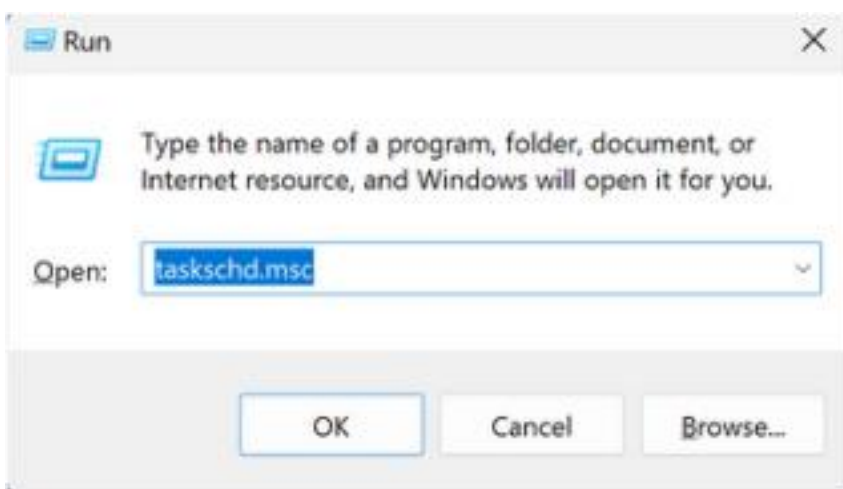 Run
Type the name of a program, folder, document, or
Internet resource, and Windows will open it for you.
Open: taskschd.msc
OK Cancel Browse...